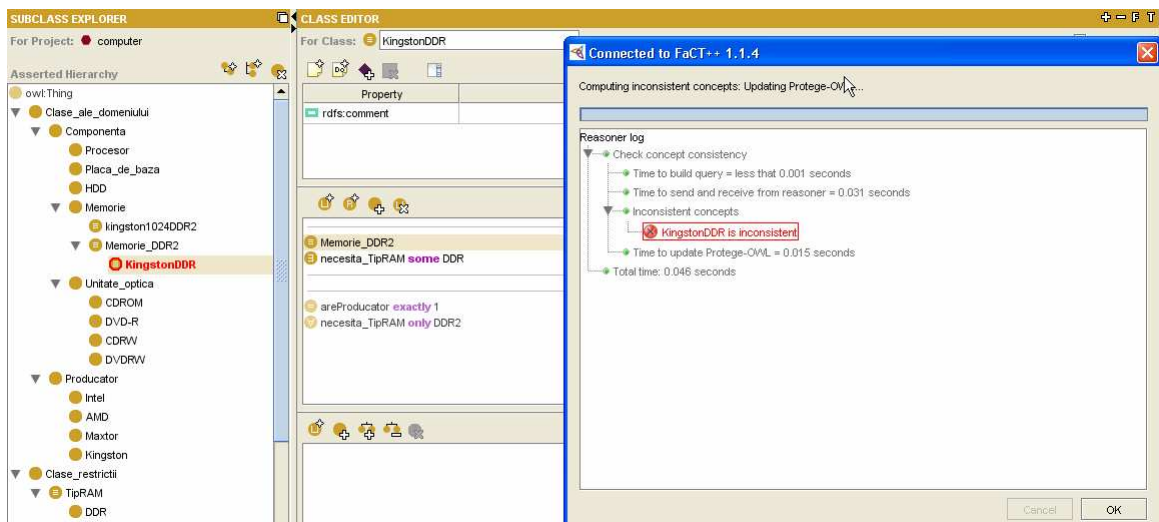 SUBCLASS EXPLORER
For Project: computer
Asserted Hierarchy
owl:Thing
Clase_ale_domeniului
Componenta
Procesor
Placa_de_baza
HDD
Memorie
kingston1024DDR2
Memorie_DDR2
KingstonDDR
Unitate_optica
CDROM
DVD-R
CDRW
DVDRW
Producator
Intel
AMD
Maxtor
Kingston
Clase_restrictii
TipRAM
DDR
CLASS EDITOR
F T
For Class: KingstonDDR
Property
rdfs:comment
Memorie_DDR2
necesita_TipRAM some DDR
areProducator exactly 1
necesita_TipRAM only DDR2
Connected to FaCT++ 1.1.4
Computing inconsistent concepts: Updating Protege-OWL...
Reasoner log
Check concept consistency
Time to build query = less that 0.001 seconds
Time to send and receive from reasoner = 0.031 seconds
Inconsistent concepts
KingstonDDR is inconsistent
Time to update Protege-OWL = 0.015 seconds
Total time: 0.046 seconds
Cancel
OK